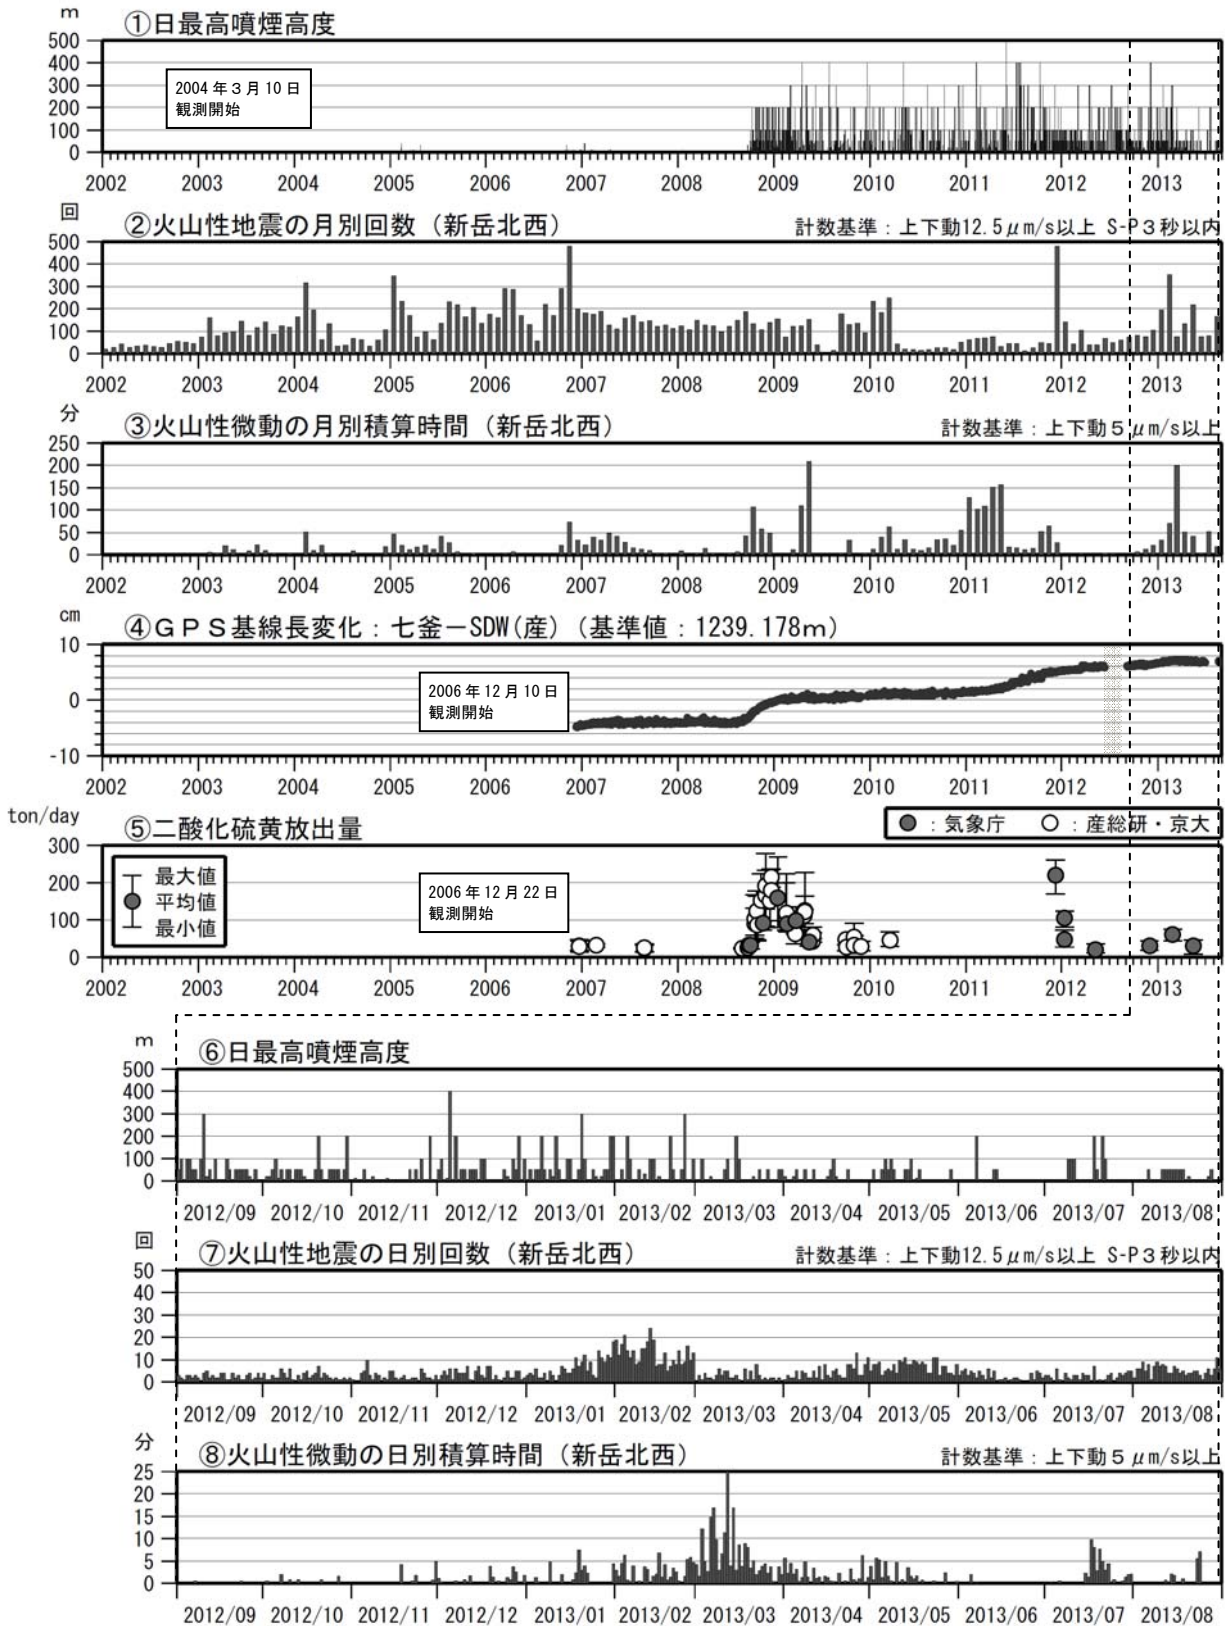 m ①日最高噴煙高度
500
400
300
200
100
0
2004年3月10日
観測開始
2002 2003 2004 2005 2006 2007 2008 2009 2010 2011 2012 2013
回 ②火山性地震の月別回数（新岳北西） 計数基準：上下動12.5μm/s以上 S-P3秒以内
500
400
300
200
100
0
2002 2003 2004 2005 2006 2007 2008 2009 2010 2011 2012 2013
分 ③火山性微動の月別積算時間（新岳北西） 計数基準：上下動5μm/s以上
250
200
150
100
50
0
2002 2003 2004 2005 2006 2007 2008 2009 2010 2011 2012 2013
cm ④GPS基線長変化：七釜－SDW(産)（基準値：1239.178m）
10
0
-10
2006年12月10日
観測開始
2002 2003 2004 2005 2006 2007 2008 2009 2010 2011 2012 2013
ton/day ⑤二酸化硫黄放出量 ：気象庁 ：産総研・京大
300
200
100
0
最大値
平均値
最小値
2006年12月22日
観測開始
2002 2003 2004 2005 2006 2007 2008 2009 2010 2011 2012 2013
m ⑥日最高噴煙高度
500
400
300
200
100
0
2012/09 2012/10 2012/11 2012/12 2013/01 2013/02 2013/03 2013/04 2013/05 2013/06 2013/07 2013/08
回 ⑦火山性地震の日別回数（新岳北西） 計数基準：上下動12.5μm/s以上 S-P3秒以内
50
40
30
20
10
0
2012/09 2012/10 2012/11 2012/12 2013/01 2013/02 2013/03 2013/04 2013/05 2013/06 2013/07 2013/08
分 ⑧火山性微動の日別積算時間（新岳北西） 計数基準：上下動5μm/s以上
25
20
15
10
5
0
2012/09 2012/10 2012/11 2012/12 2013/01 2013/02 2013/03 2013/04 2013/05 2013/06 2013/07 2013/08